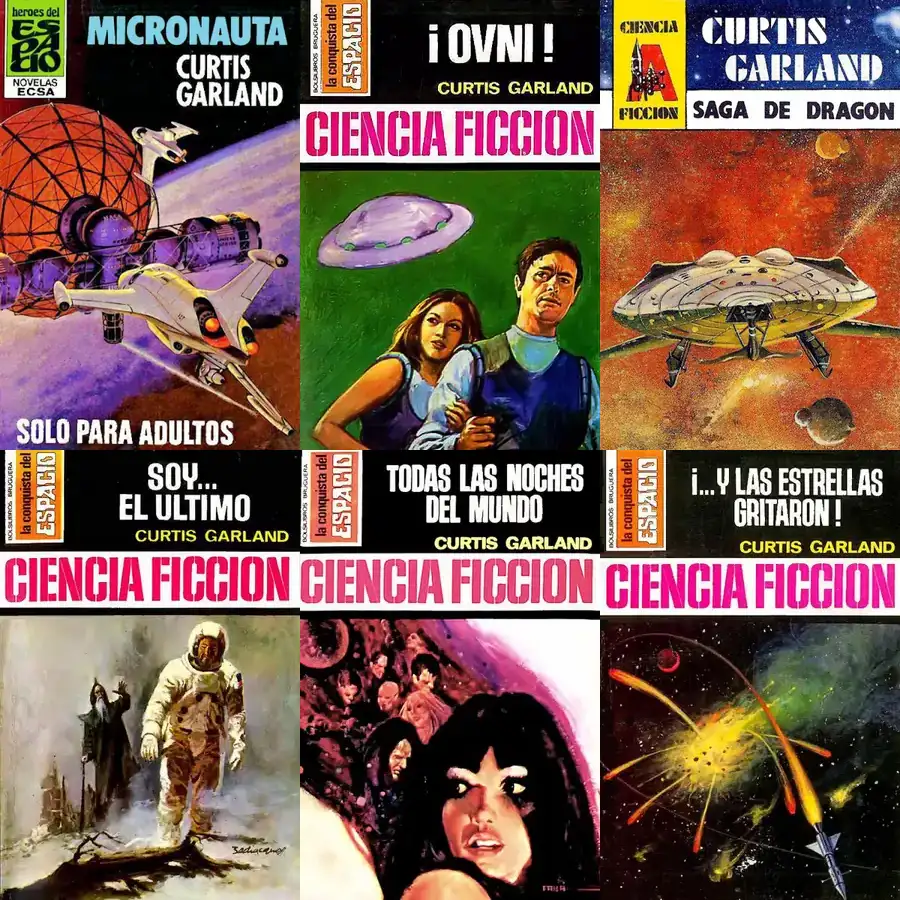 heroes del
ESPACIO
NOVELAS
ECSA
MICRONAUTA
CURTIS
GARLAND
SOLO PARA ADULTOS
BOLSILIBROS BRUGUERA
la conquista del
ESPACIO
¡OVNI!
CURTIS GARLAND
CIENCIA FICCION
CIENCIA
A
FICCION
CURTIS
GARLAND
SAGA DE DRAGON
BOLSILIBROS BRUGUERA
la conquista del
ESPACIO
SOY...
EL ULTIMO
CURTIS GARLAND
CIENCIA FICCION
BOLSILIBROS BRUGUERA
la conquista del
ESPACIO
TODAS LAS NOCHES
DEL MUNDO
CURTIS GARLAND
CIENCIA FICCION
BOLSILIBROS BRUGUERA
la conquista del
ESPACIO
¡...Y LAS ESTRELLAS
GRITARON!
CURTIS GARLAND
CIENCIA FICCION